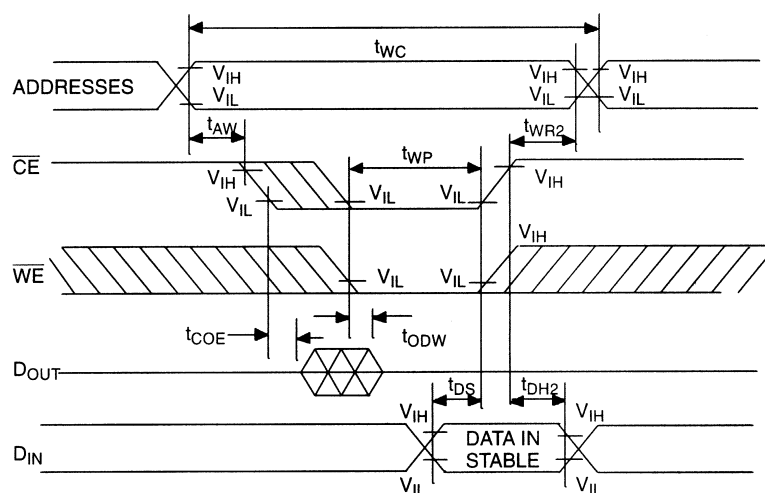 tWC
ADDRESSES
VIH
VIL
VIH
VIL
VIH
VIL
tAW
tWR2
CE
tWP
VIH
VIL
VIL
VIL
VIH
WE
VIH
VIL
VIL
tCOE
tODW
DOUT
tDS
tDH2
VIH
VIH
DIN
DATA IN
STABLE
VIL
VIL